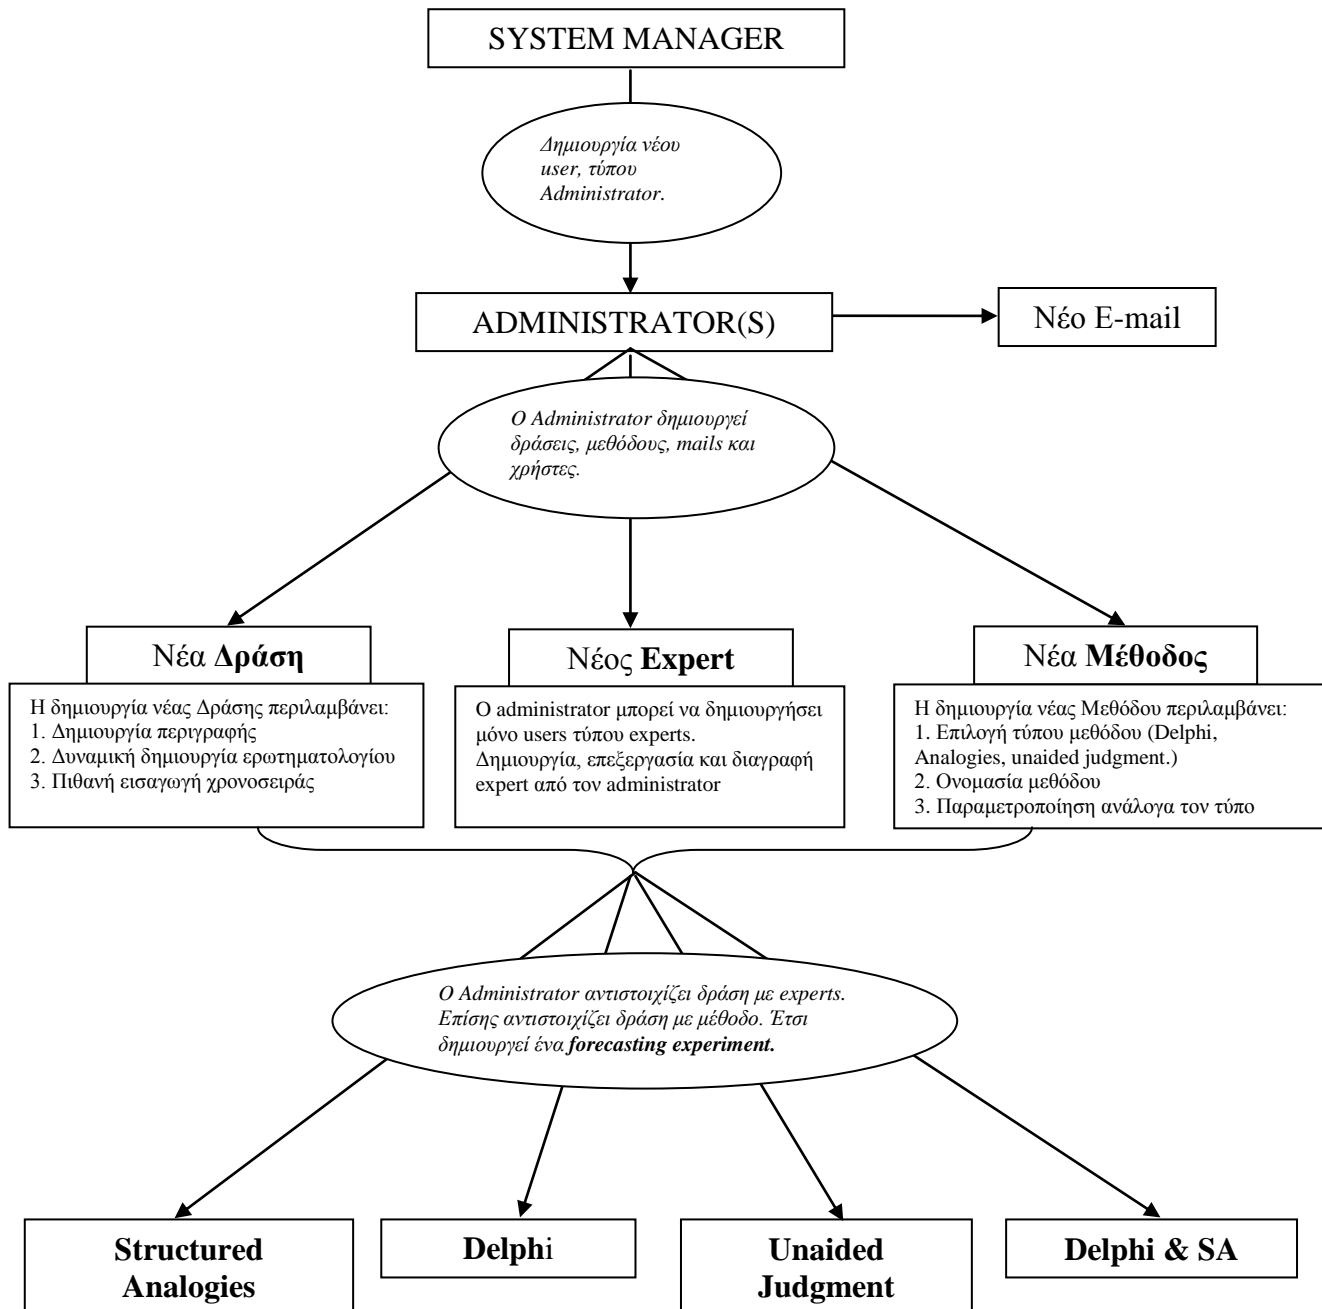 SYSTEM MANAGER
Δημιουργία νέου
user, τύπου
Administrator.
ADMINISTRATOR(S)
Νέο E-mail
Ο Administrator δημιουργεί
δράσεις, μεθόδους, mails και
χρήστες.
Νέα Δράση
Η δημιουργία νέας Δράσης περιλαμβάνει:
1. Δημιουργία περιγραφής
2. Δυναμική δημιουργία ερωτηματολογίου
3. Πιθανή εισαγωγή χρονοσειράς
Νέος Expert
Ο administrator μπορεί να δημιουργήσει
μόνο users τύπου experts.
Δημιουργία, επεξεργασία και διαγραφή
expert από τον administrator
Νέα Μέθοδος
Η δημιουργία νέας Μεθόδου περιλαμβάνει:
1. Επιλογή τύπου μεθόδου (Delphi,
Analogies, unaided judgment.)
2. Ονομασία μεθόδου
3. Παραμετροποίηση ανάλογα τον τύπο
Ο Administrator αντιστοιχίζει δράση με experts.
Επίσης αντιστοιχίζει δράση με μέθοδο. Έτσι
δημιουργεί ένα forecasting experiment.
Structured
Analogies
Delphi
Unaided
Judgment
Delphi & SA